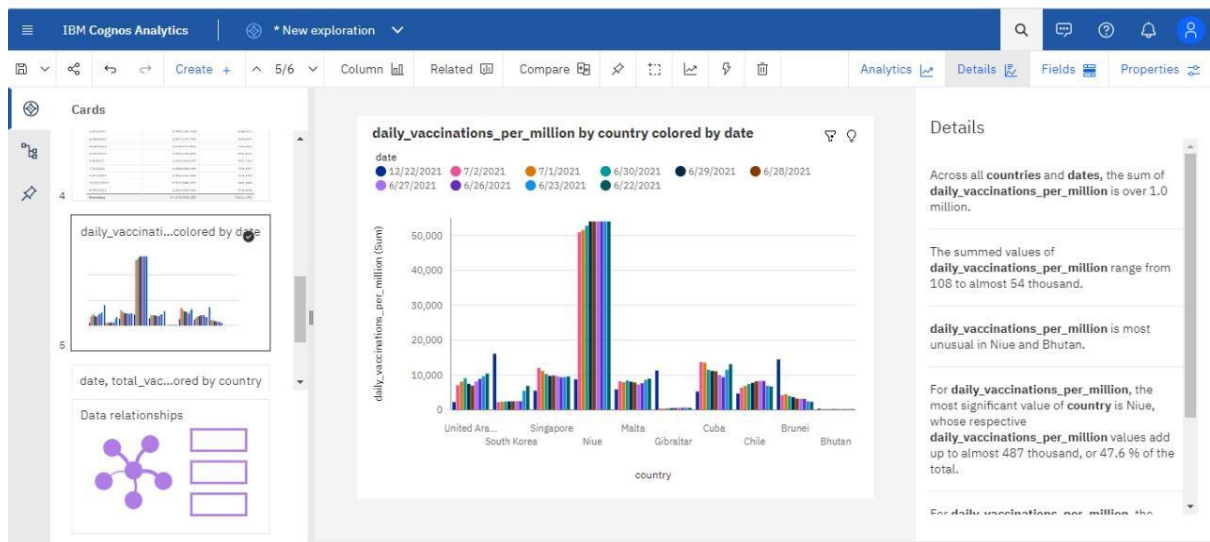 IBM Cognos Analytics
* New exploration
Create +
5/6
Column
Related
Compare
Analytics
Details
Fields
Properties
Cards
4
daily_vaccinati...colored by date
5
date, total_vac...ored by country
Data relationships
daily_vaccinations_per_million by country colored by date
date
12/22/2021 7/2/2021 7/1/2021 6/30/2021 6/29/2021 6/28/2021
6/27/2021 6/26/2021 6/23/2021 6/22/2021
daily_vaccinations_per_million (Sum)
50,000
40,000
30,000
20,000
10,000
0
United Ara... Singapore Malta Cuba Brunei
South Korea Niue Gibraltar Chile Bhutan
country
Details
Across all countries and dates, the sum of
daily_vaccinations_per_million is over 1.0
million.
The summed values of
daily_vaccinations_per_million range from
108 to almost 54 thousand.
daily_vaccinations_per_million is most
unusual in Niue and Bhutan.
For daily_vaccinations_per_million, the
most significant value of country is Niue,
whose respective
daily_vaccinations_per_million values add
up to almost 487 thousand, or 47.6 % of the
total.
For daily_vaccinations_per_million, the